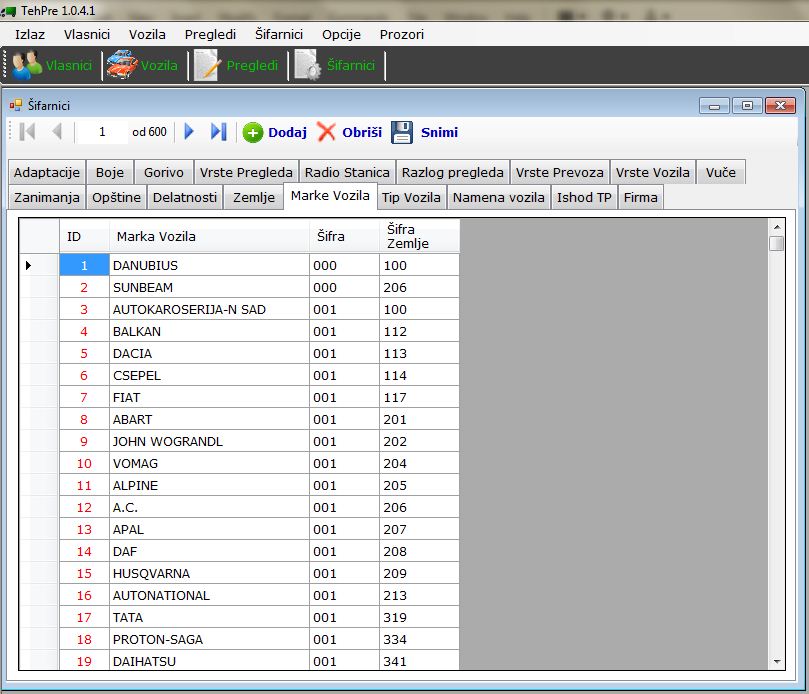 TehPre 1.0.4.1
Izlaz Vlasnici Vozila Pregledi Šifarnici Opcije Prozori
Vlasnici Vozila Pregledi Šifarnici
Šifarnici
1 od 600 Dodaj Obriši Snimi
Adaptacije Boje Gorivo Vrste Pregleda Radio Stanica Razlog pregleda Vrste Prevoza Vrste Vozila Vuče
Zanimanja Opštine Delatnosti Zemlje Marke Vozila Tip Vozila Namena vozila Ishod TP Firma
ID Marka Vozila Šifra Šifra Zemlje
1 DANUBIUS 000 100
2 SUNBEAM 000 206
3 AUTOKAROSERIJA-N SAD 001 100
4 BALKAN 001 112
5 DACIA 001 113
6 CSEPEL 001 114
7 FIAT 001 117
8 ABART 001 201
9 JOHN WOGRANDL 001 202
10 VOMAG 001 204
11 ALPINE 001 205
12 A.C. 001 206
13 APAL 001 207
14 DAF 001 208
15 HUSQVARNA 001 209
16 AUTONATIONAL 001 213
17 TATA 001 319
18 PROTON-SAGA 001 334
19 DAIHATSU 001 341